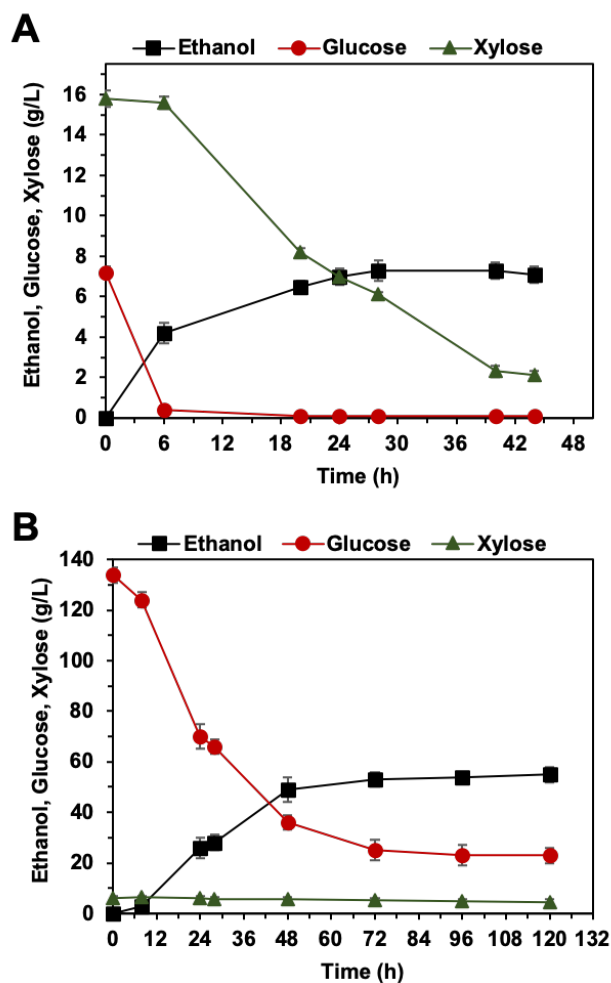 A
Ethanol Glucose Xylose
Ethanol, Glucose, Xylose (g/L)
16
14
12
10
8
6
4
2
0
0 6 12 18 24 30 36 42 48
Time (h)
B
Ethanol Glucose Xylose
Ethanol, Glucose, Xylose (g/L)
140
120
100
80
60
40
20
0
0 12 24 36 48 60 72 84 96 108 120 132
Time (h)